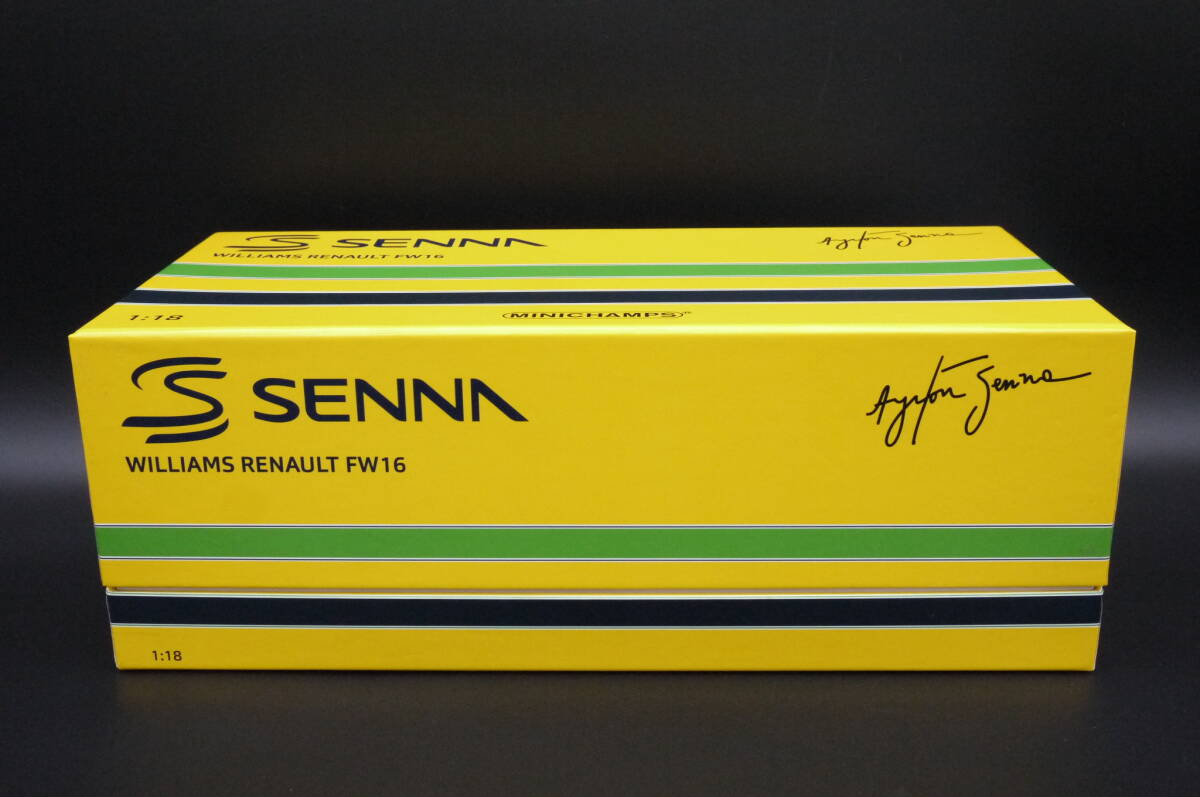 SENNA
WILLIAMS RENAULT FW16
Ayrton Senna
1:18
MINICHAMPS®
SENNA
Ayrton Senna
WILLIAMS RENAULT FW16
1:18